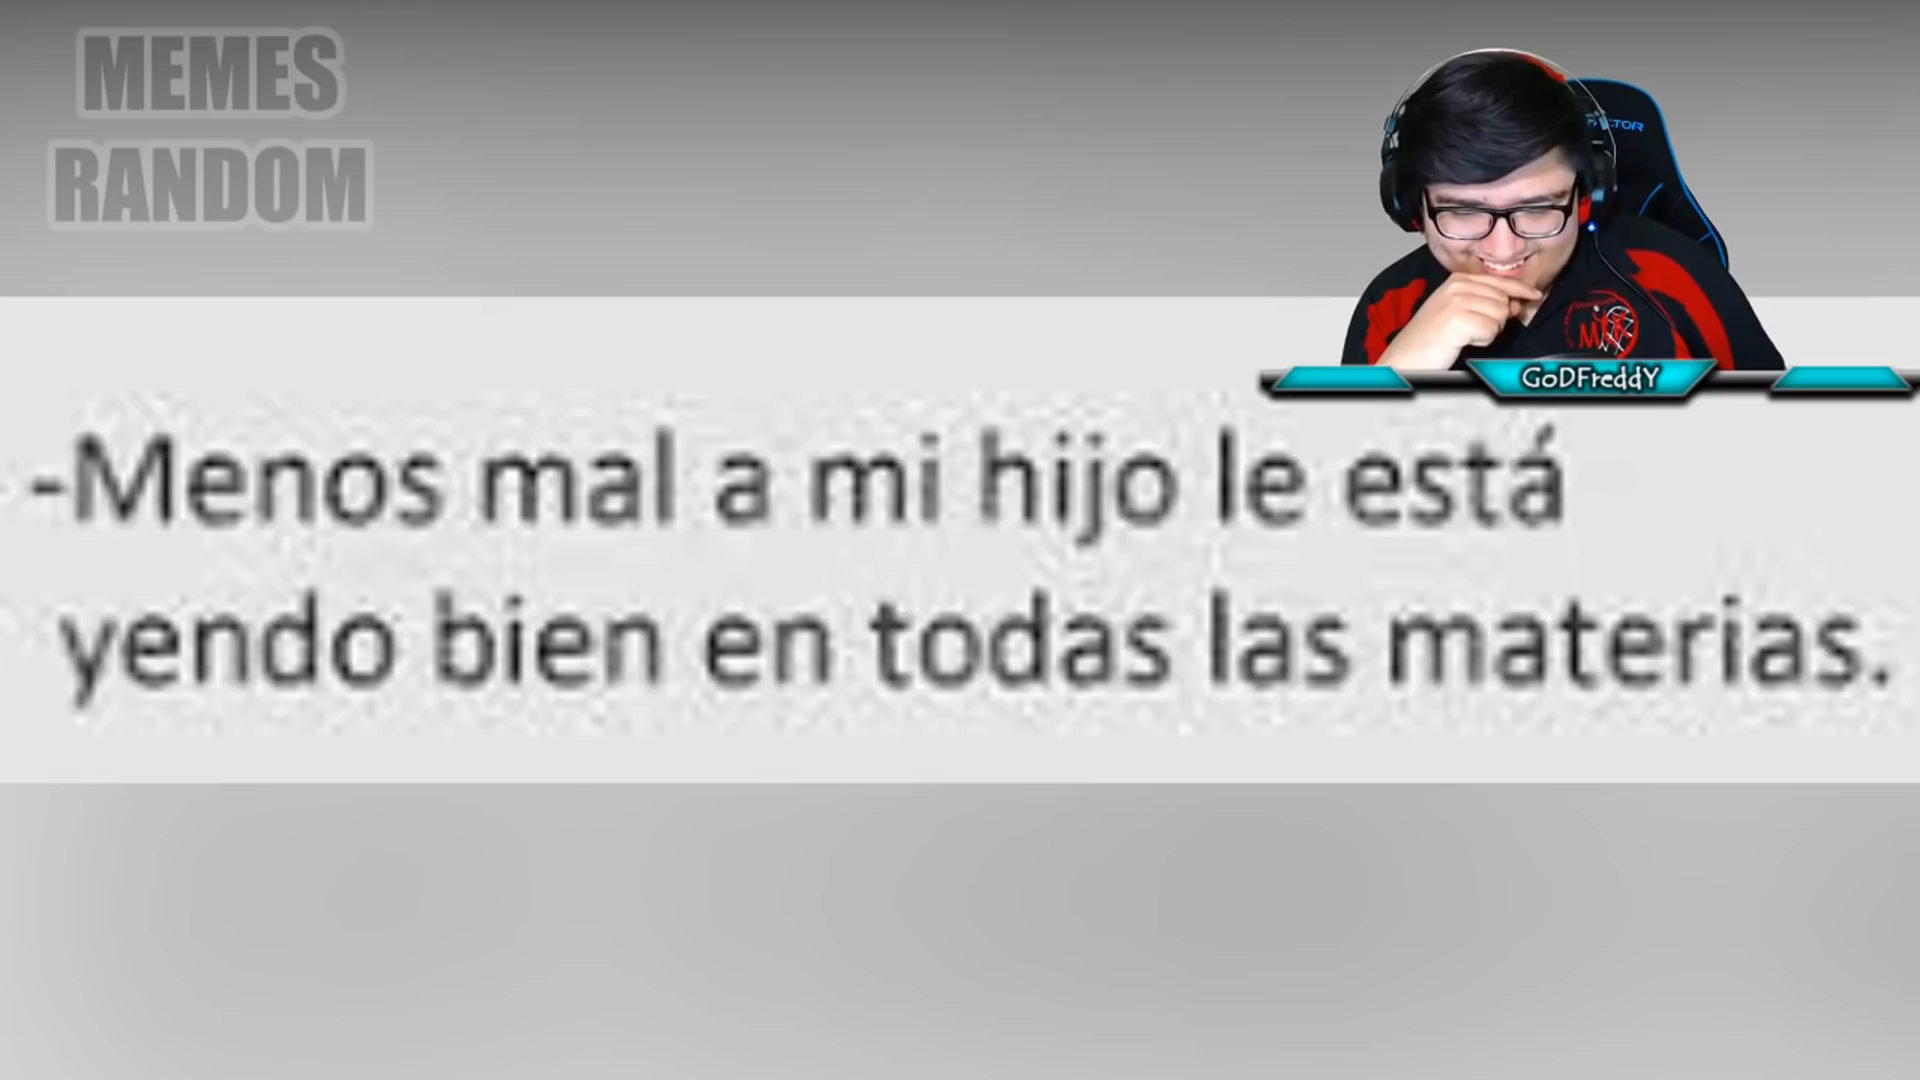 MEMES
RANDOM
GoDFreddY
-Menos mal a mi hijo le está
yendo bien en todas las materias.